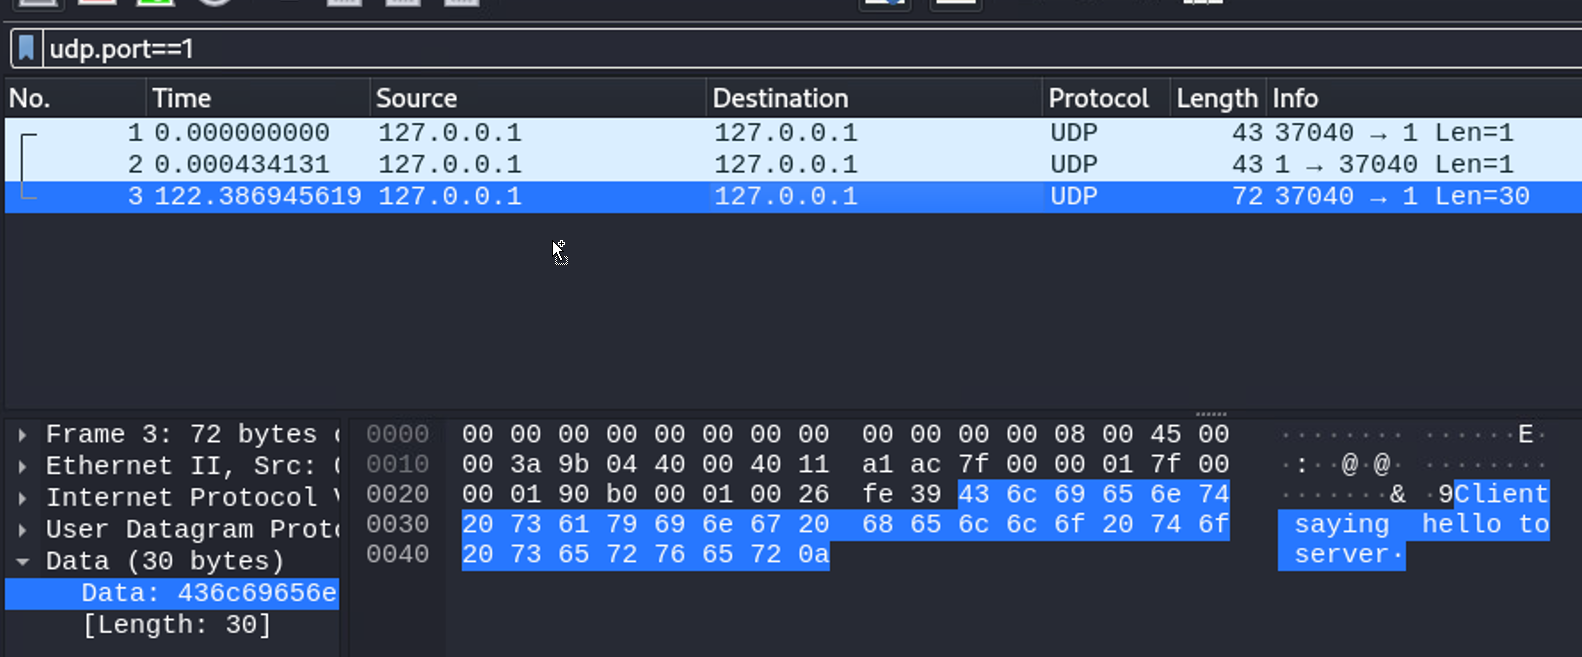 udp.port==1
No. Time Source Destination Protocol Length Info
1 0.000000000 127.0.0.1 127.0.0.1 UDP 43 37040 → 1 Len=1
2 0.000434131 127.0.0.1 127.0.0.1 UDP 43 1 → 37040 Len=1
3 122.386945619 127.0.0.1 127.0.0.1 UDP 72 37040 → 1 Len=30
Frame 3: 72 bytes
Ethernet II, Src:
Internet Protocol
User Datagram Proto
Data (30 bytes)
Data: 436c69656e
[Length: 30]
0000 00 00 00 00 00 00 00 00 00 00 00 00 08 00 45 00 ········ ······E·
0010 00 3a 9b 04 40 00 40 11 a1 ac 7f 00 00 01 7f 00 ·:··@·@· ········
0020 00 01 90 b0 00 01 00 26 fe 39 43 6c 69 65 6e 74 ·······& ·9Client
0030 20 73 61 79 69 6e 67 20 68 65 6c 6c 6f 20 74 6f saying hello to
0040 20 73 65 72 76 65 72 0a server·